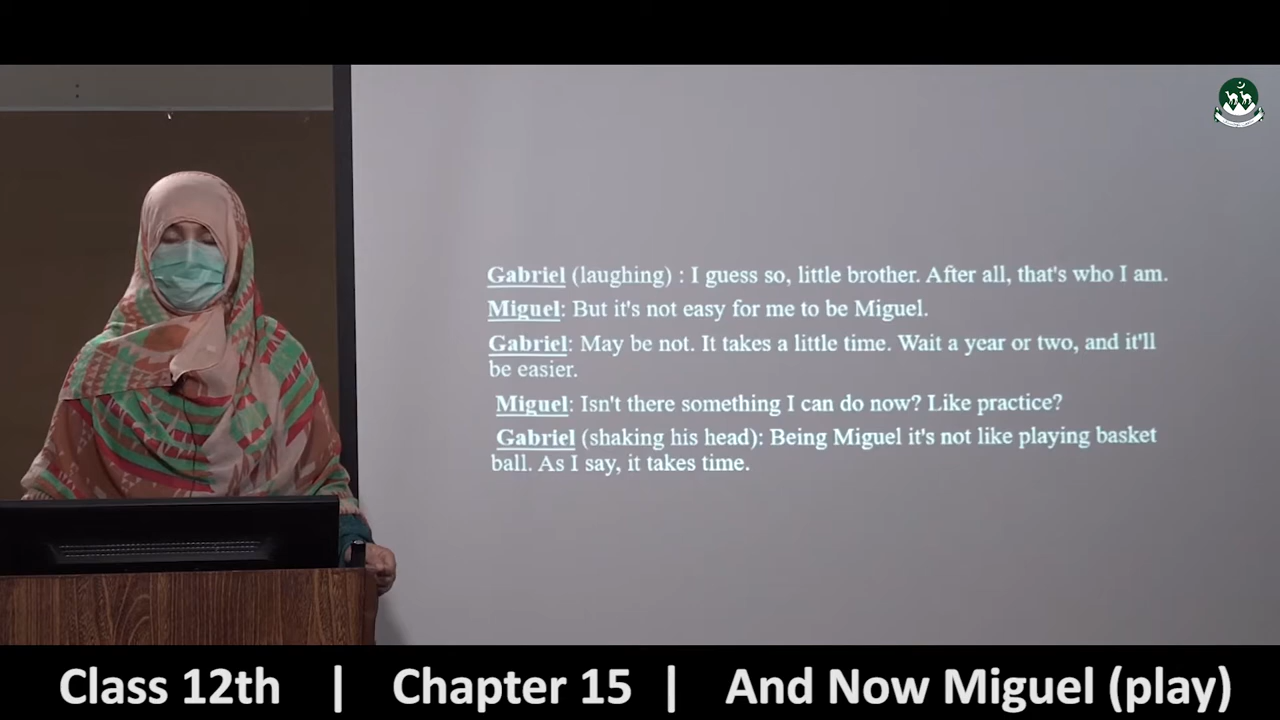 Gabriel (laughing) : I guess so, little brother. After all, that's who I am.
Miguel: But it's not easy for me to be Miguel.
Gabriel: May be not. It takes a little time. Wait a year or two, and it'll
be easier.
Miguel: Isn't there something I can do now? Like practice?
Gabriel (shaking his head): Being Miguel it's not like playing basket
ball. As I say, it takes time.
Class 12th | Chapter 15 | And Now Miguel (play)